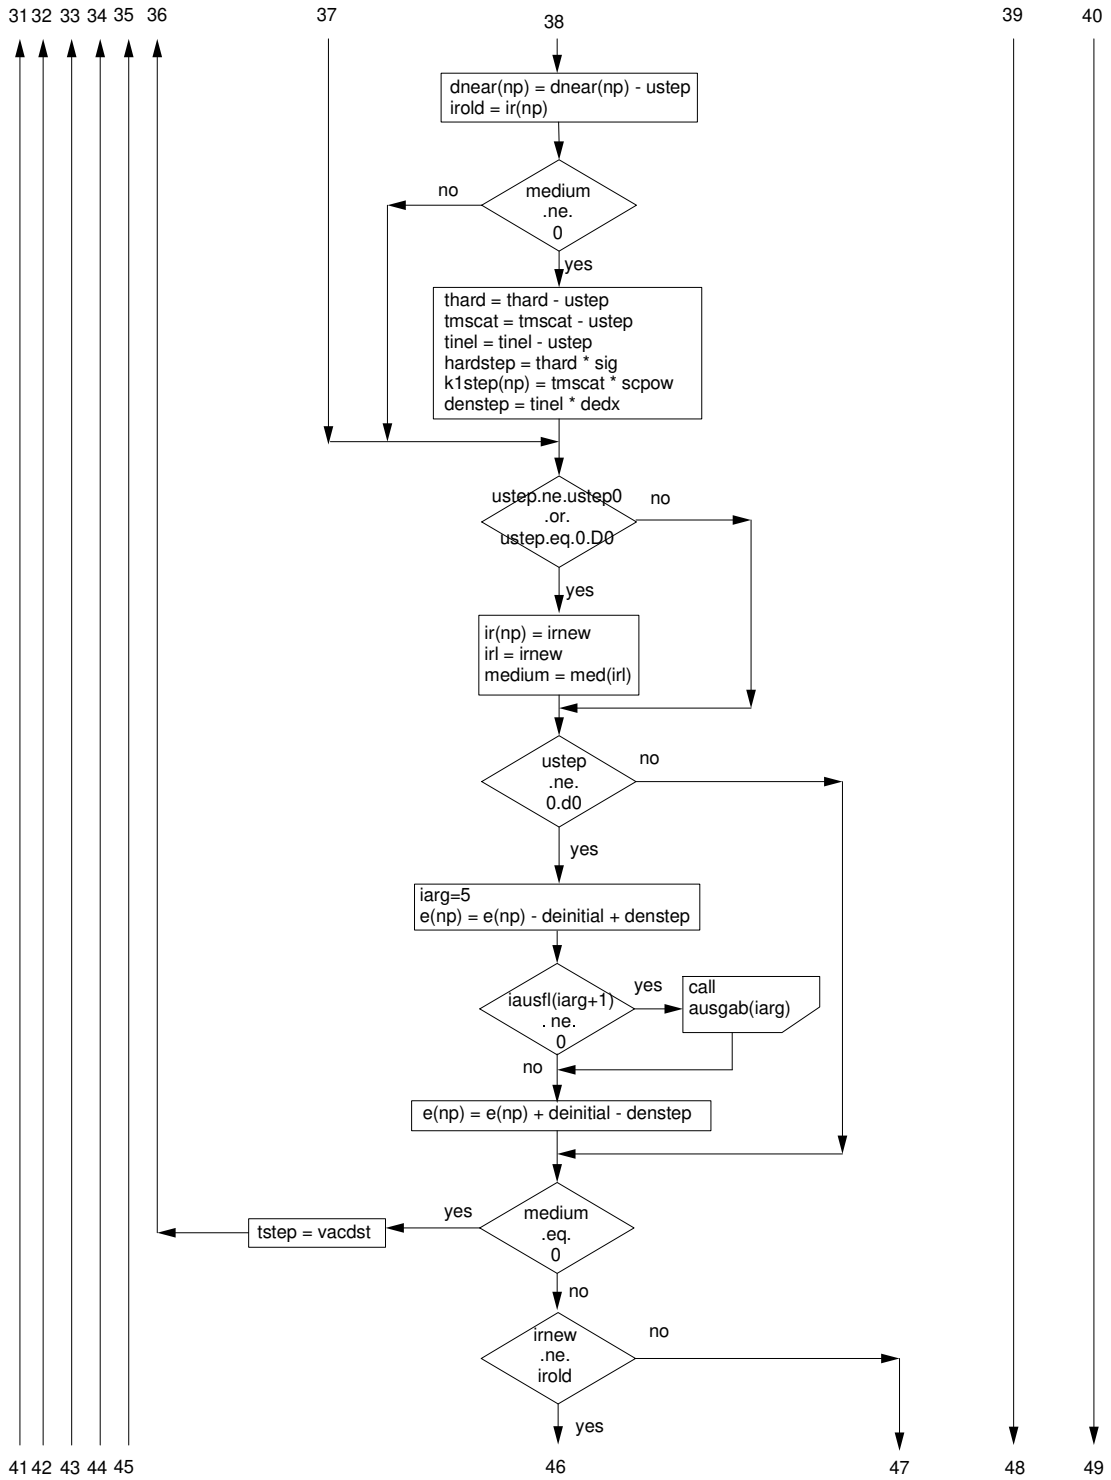 31 32 33 34 35 36 37 38 39 40
dnear(np) = dnear(np) - ustep
irold = ir(np)
no
medium
.ne.
0
yes
thard = thard - ustep
tmscat = tmscat - ustep
tinel = tinel - ustep
hardstep = thard * sig
k1step(np) = tmscat * scpow
denstep = tinel * dedx
ustep.ne.ustep0
.or.
ustep.eq.0.D0
no
yes
ir(np) = irnew
irl = irnew
medium = med(irl)
ustep
.ne.
0.d0
no
yes
iarg=5
e(np) = e(np) - deinitial + denstep
iausfl(iarg+1)
. ne.
0
yes
call
ausgab(iarg)
no
e(np) = e(np) + deinitial - denstep
medium
.eq.
0
yes
tstep = vacdst
no
irnew
.ne.
irold
no
yes
41 42 43 44 45 46 47 48 49